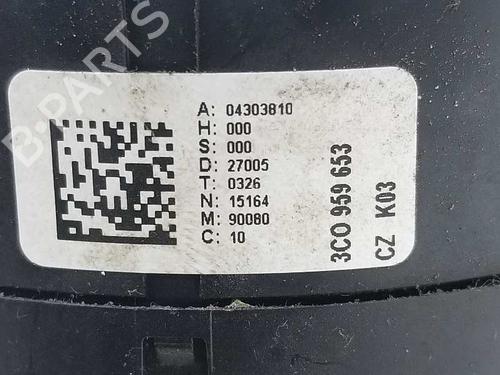 B-PARTS
A: 04303810
H: 000
S: 000
D: 27005
T: 0326
N: 15164
M: 90080
C: 10
3C0 959 653
CZ K03